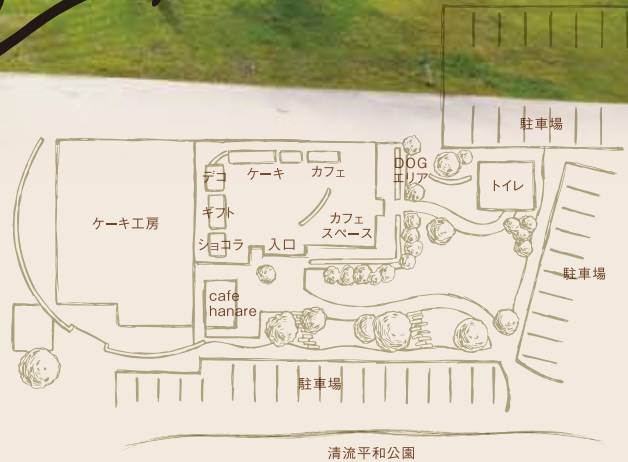 駐車場
DOG
エリア
トイレ
デコ
ケーキ
カフェ
ギフト
ケーキ工房
カフェ
スペース
ショコラ
入口
駐車場
cafe
hanare
駐車場
清流平和公園